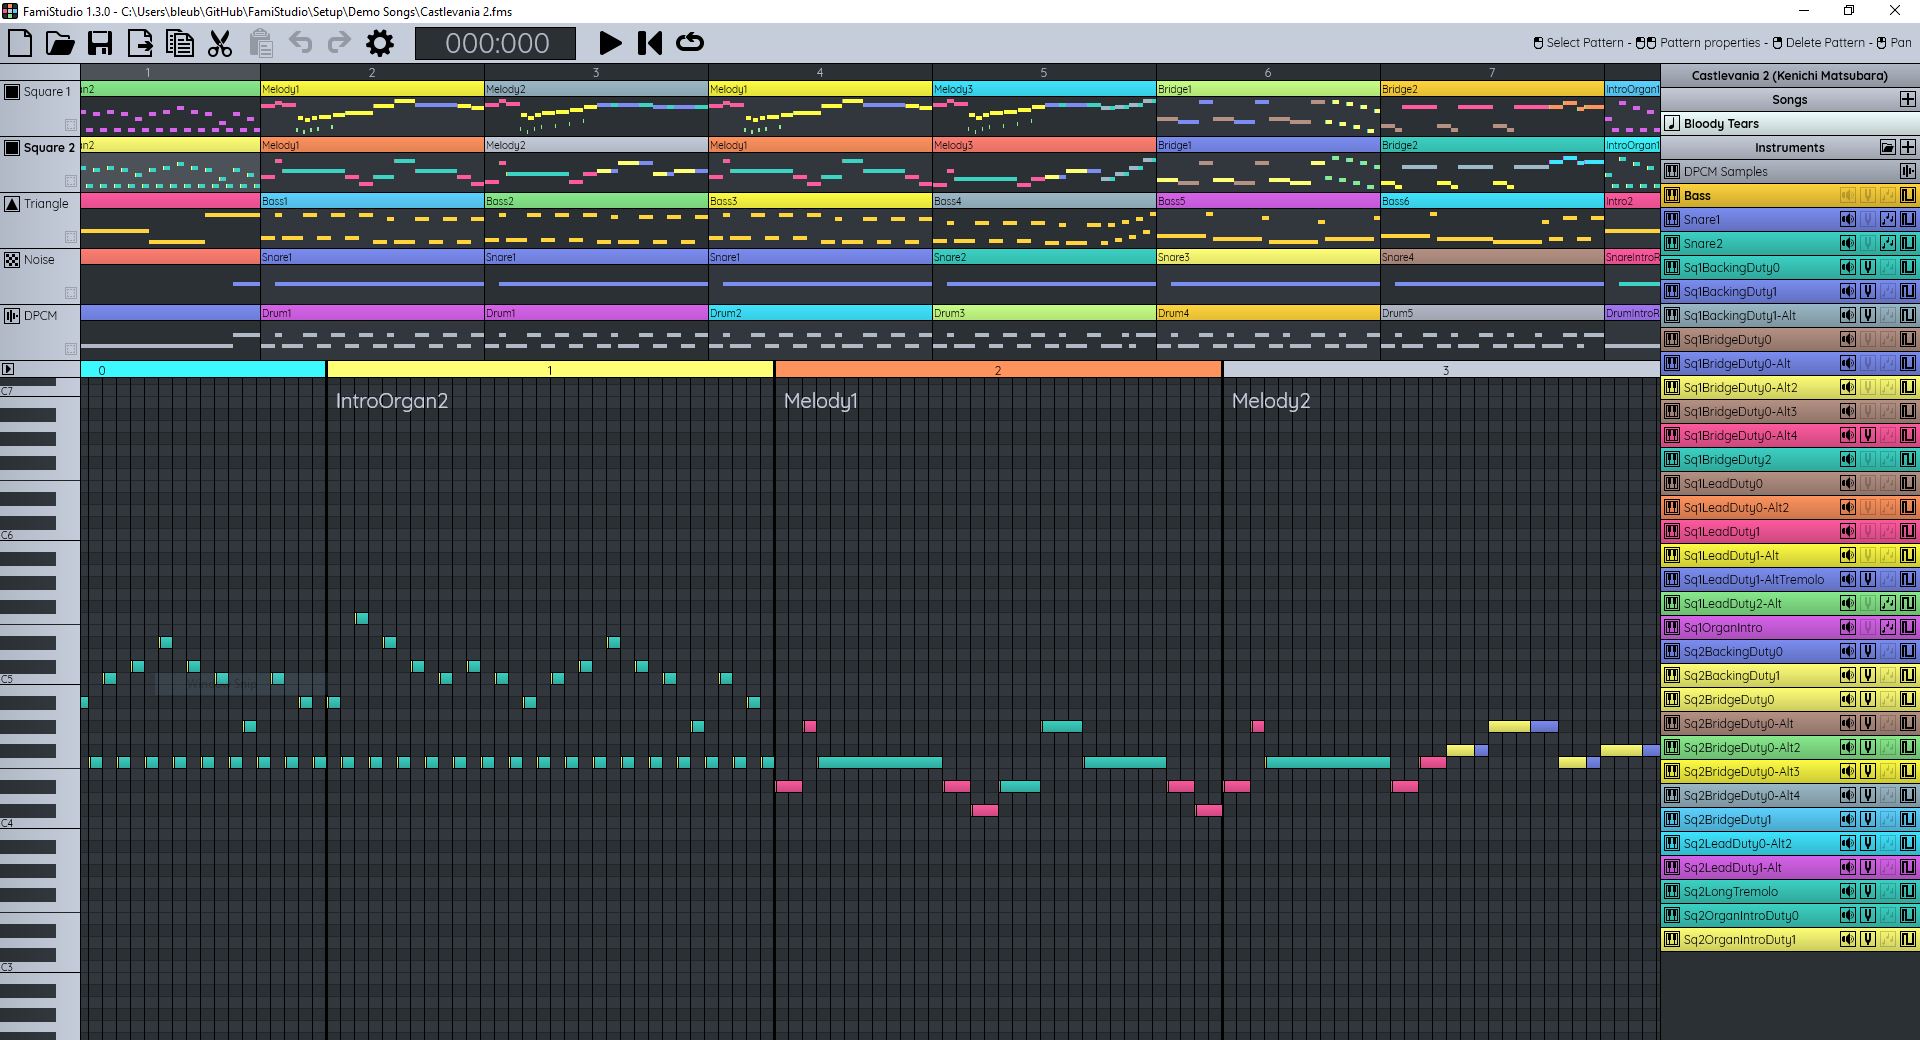 FamiStudio 1.3.0 - C:\Users\bleub\GitHub\FamiStudio\Setup\Demo Songs\Castlevania 2.fms
000:000
Select Pattern - Pattern properties - Delete Pattern - Pan
1 2 3 4 5 6 7
Square 1
n2 Melody1 Melody2 Melody1 Melody3 Bridge1 Bridge2 IntroOrgan1
Square 2
n2 Melody1 Melody2 Melody1 Melody3 Bridge1 Bridge2 IntroOrgan1
Triangle
Bass1 Bass2 Bass3 Bass4 Bass5 Bass6 Intro2
Noise
Snare1 Snare1 Snare1 Snare2 Snare3 Snare4 SnareIntroR
DPCM
Drum1 Drum1 Drum2 Drum3 Drum4 Drum5 DrumIntroR
0 1 2 3
IntroOrgan2 Melody1 Melody2
C7
C6
C5
Window Snip
C4
C3
Castlevania 2 (Kenichi Matsubara)
Songs
Bloody Tears
Instruments
DPCM Samples
Bass
Snare1
Snare2
Sq1BackingDuty0
Sq1BackingDuty1
Sq1BackingDuty1-Alt
Sq1BridgeDuty0
Sq1BridgeDuty0-Alt
Sq1BridgeDuty0-Alt2
Sq1BridgeDuty0-Alt3
Sq1BridgeDuty0-Alt4
Sq1BridgeDuty2
Sq1LeadDuty0
Sq1LeadDuty0-Alt2
Sq1LeadDuty1
Sq1LeadDuty1-Alt
Sq1LeadDuty1-AltTremolo
Sq1LeadDuty2-Alt
Sq1OrganIntro
Sq2BackingDuty0
Sq2BackingDuty1
Sq2BridgeDuty0
Sq2BridgeDuty0-Alt
Sq2BridgeDuty0-Alt2
Sq2BridgeDuty0-Alt3
Sq2BridgeDuty0-Alt4
Sq2BridgeDuty1
Sq2LeadDuty0-Alt2
Sq2LeadDuty1-Alt
Sq2LongTremolo
Sq2OrganIntroDuty0
Sq2OrganIntroDuty1